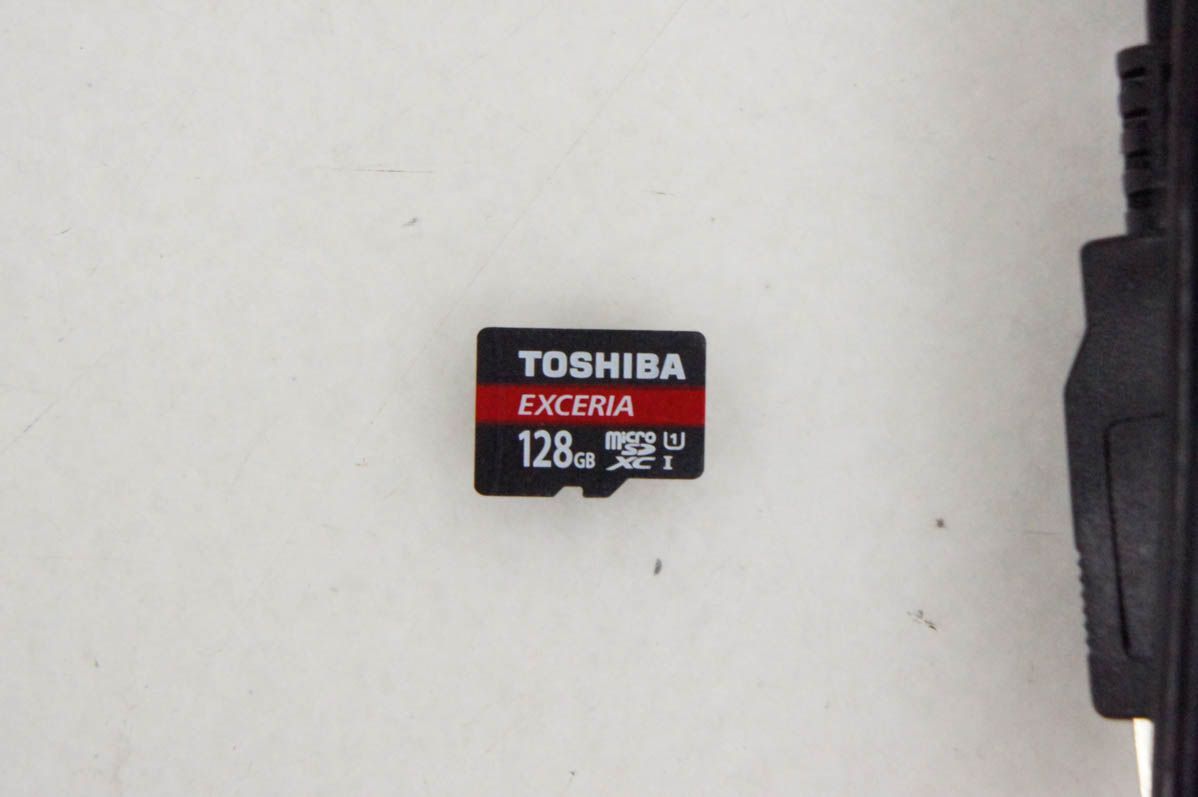 TOSHIBA
EXCERIA
128GB micro SD XC I U1